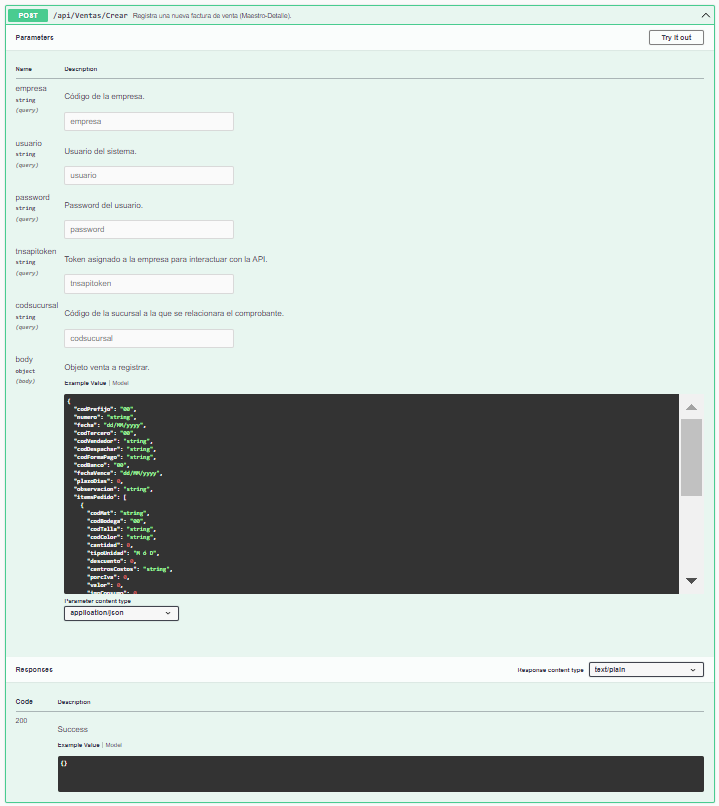 POST /api/Ventas/Crear Registra una nueva factura de venta (Maestro-Detalle).
Parameters Try it out
Name Description
empresa
string
(query)
Código de la empresa.
empresa
usuario
string
(query)
Usuario del sistema.
usuario
password
string
(query)
Password del usuario.
password
tnsapitoken
string
(query)
Token asignado a la empresa para interactuar con la API.
tnsapitoken
codsucursal
string
(query)
Código de la sucursal a la que se relacionara el comprobante.
codsucursal
body
object
(body)
Objeto venta a registrar.
Example Value | Model
{
"codPrefijo": "00",
"numero": "string",
"fecha": "dd/MM/yyyy",
"codTercero": "00",
"codVendedor": "string",
"codDespachar": "string",
"codFormaPago": "string",
"codBanco": "00",
"fechaVence": "dd/MM/yyyy",
"plazoDias": 0,
"observacion": "string",
"itemsPedido": [
{
"codMat": "string",
"codBodega": "00",
"codTalla": "string",
"codColor": "string",
"cantidad": 0,
"tipoUnidad": "M ó D",
"descuento": 0,
"centrosCostos": "string",
"porcIva": 0,
"valor": 0,
"impConsumo": 0
Parameter content type
application/json
Responses Response content type text/plain
Code Description
200
Success
Example Value | Model
{}